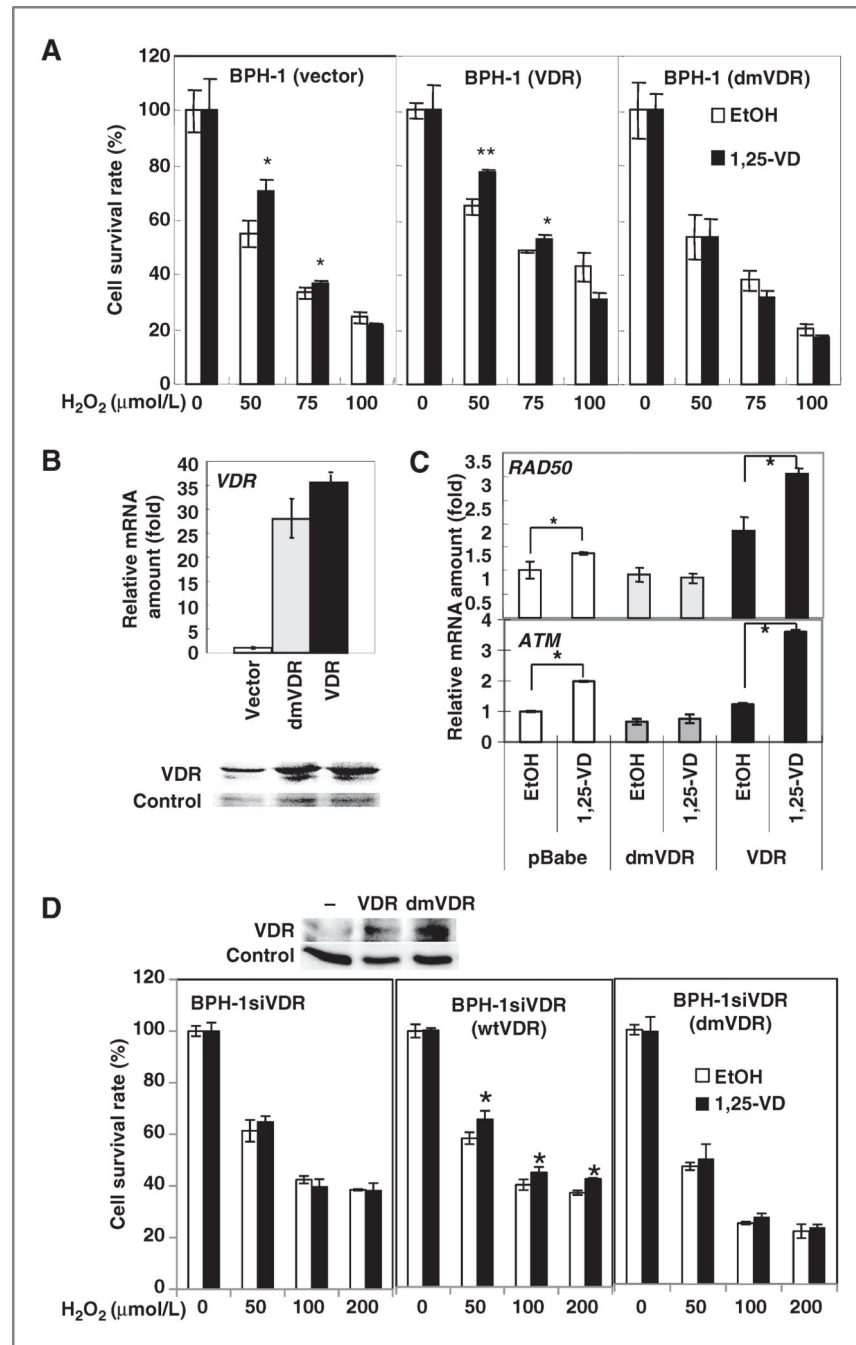 A
120
100
80
60
40
20
0
Cell survival rate (%)
BPH-1 (vector)
BPH-1 (VDR)
BPH-1 (dmVDR)
EtOH
1,25-VD
*
*
**
*
H₂O₂ (μmol/L) 0 50 75 100 0 50 75 100 0 50 75 100
B
40
35
30
25
20
15
10
5
0
Relative mRNA
amount (fold)
VDR
Vector
dmVDR
VDR
VDR
Control
C
3.5
3
2.5
2
1.5
1
0.5
RAD50
*
*
4
3
2
1
0
ATM
*
*
Relative mRNA amount (fold)
EtOH
1,25-VD
EtOH
1,25-VD
EtOH
1,25-VD
pBabe dmVDR VDR
D
– VDR dmVDR
VDR
Control
120
100
80
60
40
20
0
Cell survival rate (%)
BPH-1siVDR
BPH-1siVDR
(wtVDR)
BPH-1siVDR
(dmVDR)
EtOH
1,25-VD
*
*
*
H₂O₂ (μmol/L) 0 50 100 200 0 50 100 200 0 50 100 200